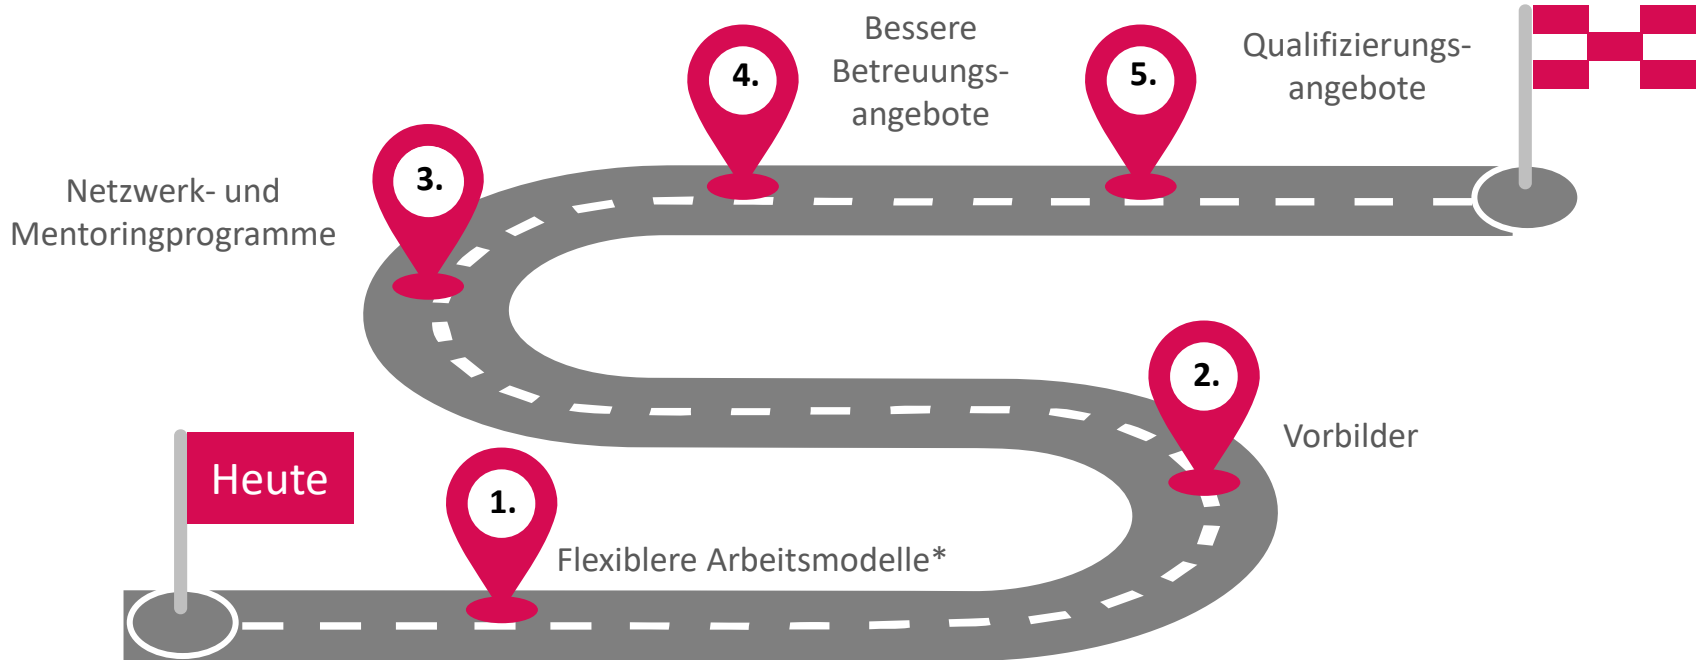 Heute
1.
Flexiblere Arbeitsmodelle*
2.
Vorbilder
3.
Netzwerk- und
Mentoringprogramme
4.
Bessere
Betreuungs-
angebote
5.
Qualifizierungs-
angebote